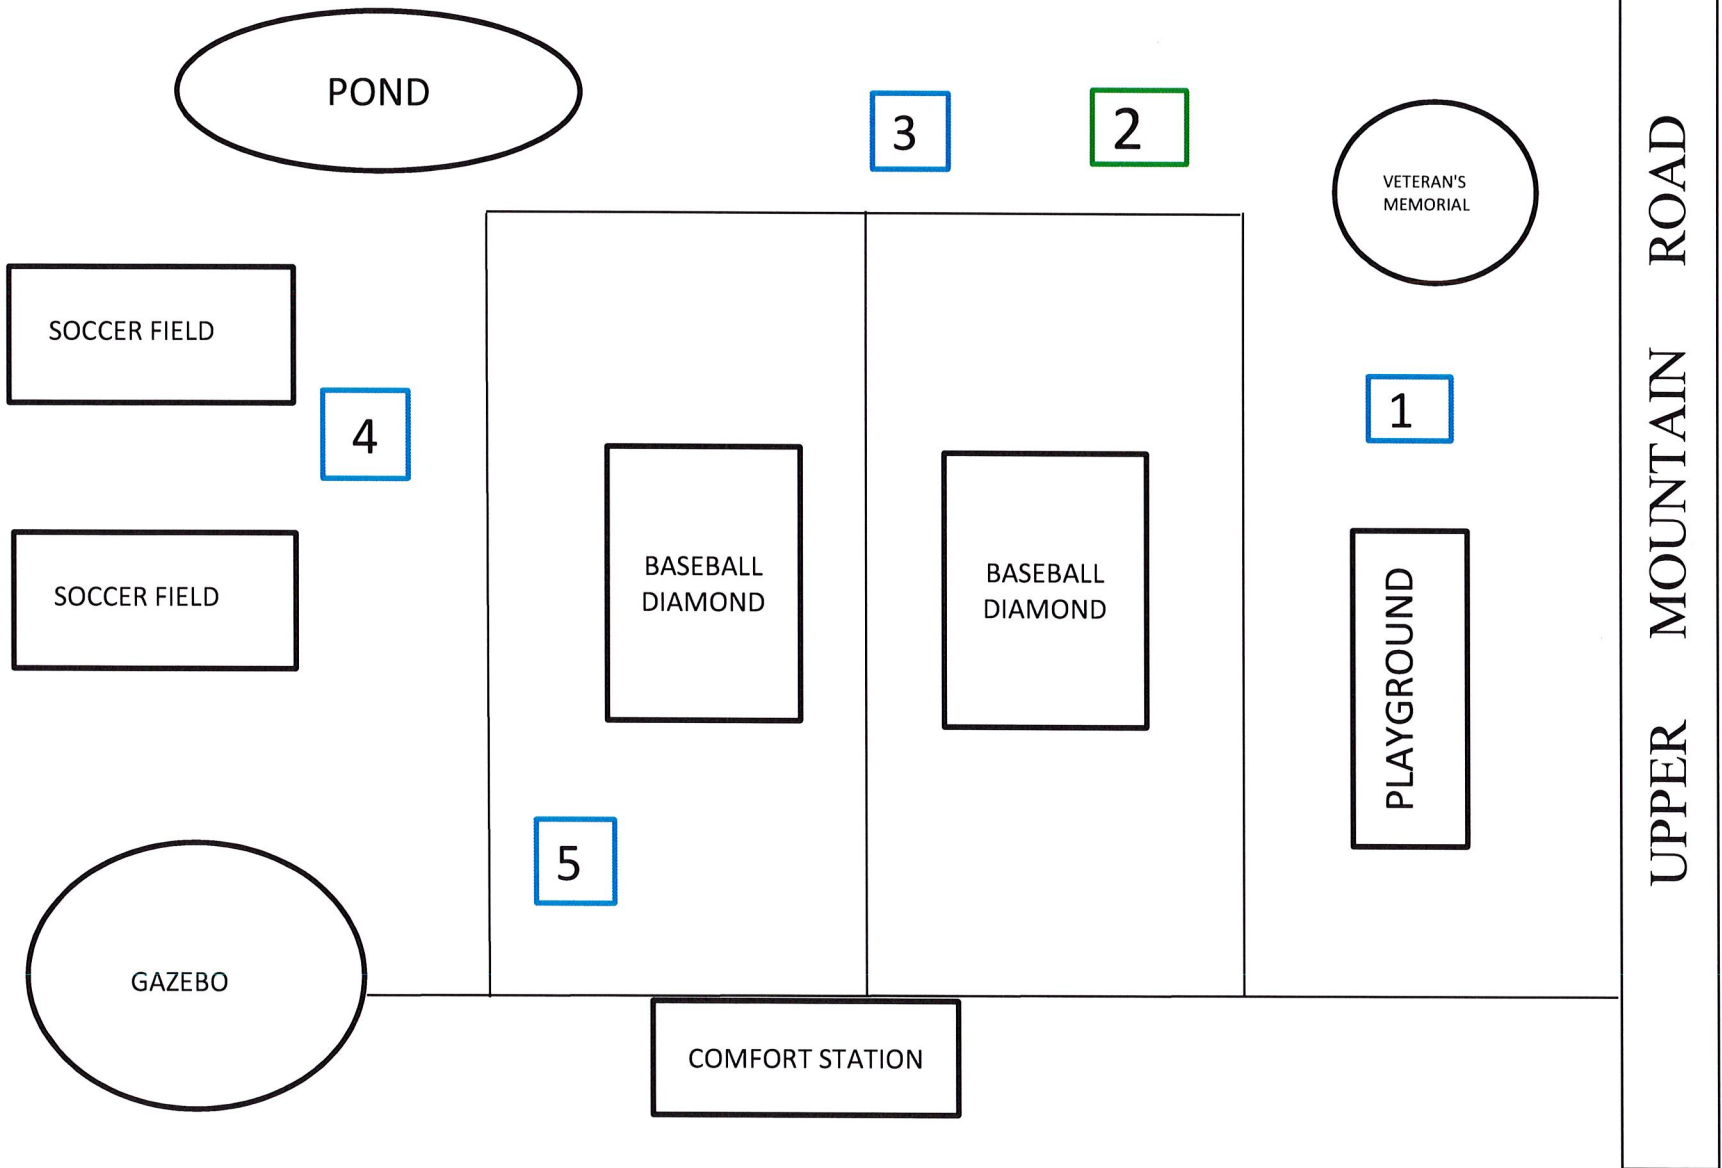 POND
3
2
VETERAN'S
MEMORIAL
SOCCER FIELD
4
1
SOCCER FIELD
BASEBALL
DIAMOND
BASEBALL
DIAMOND
PLAYGROUND
UPPER MOUNTAIN ROAD
5
GAZEBO
COMFORT STATION